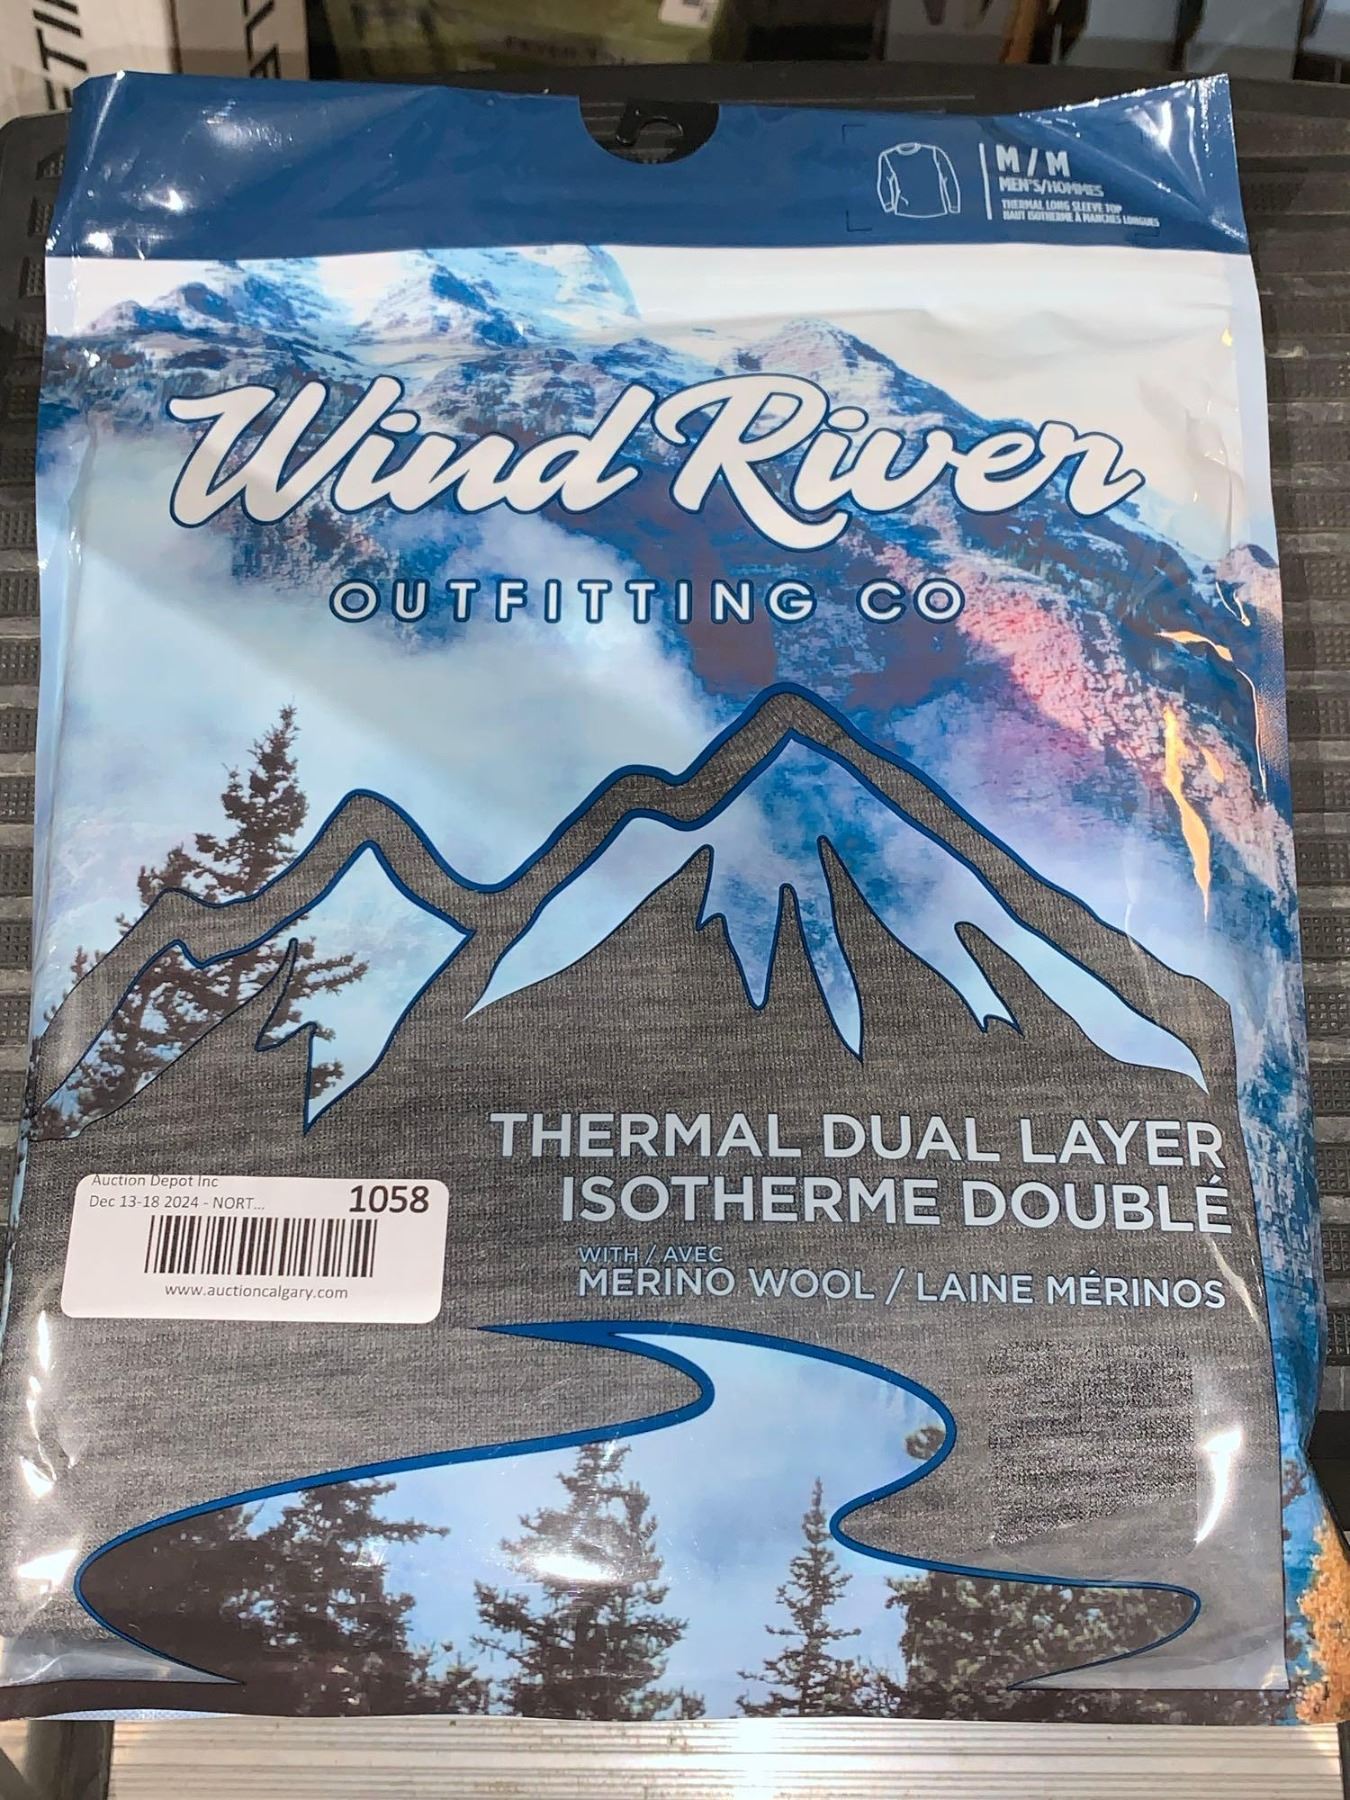 M / M
MEN'S/HOMMES
THERMAL LONG SLEEVE TOP
HAUT ISOTHERME À MANCHES LONGUES
Wind River
OUTFITTING CO
THERMAL DUAL LAYER
ISOTHERME DOUBLÉ
WITH / AVEC
MERINO WOOL / LAINE MÉRINOS
Auction Depot Inc
Dec 13-18 2024 - NORT...
1058
www.auctioncalgary.com